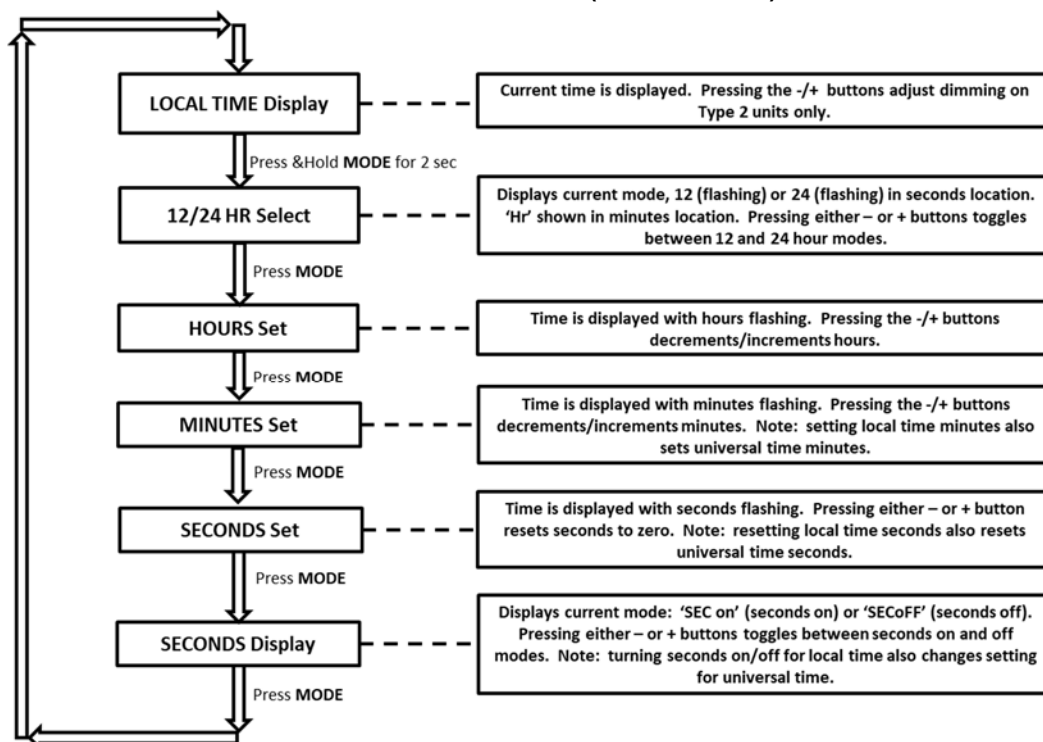 LOCAL TIME Display
Current time is displayed. Pressing the -/+ buttons adjust dimming on
Type 2 units only.
Press &Hold MODE for 2 sec
12/24 HR Select
Displays current mode, 12 (flashing) or 24 (flashing) in seconds location.
‘Hr’ shown in minutes location. Pressing either – or + buttons toggles
between 12 and 24 hour modes.
Press MODE
HOURS Set
Time is displayed with hours flashing. Pressing the -/+ buttons
decrements/increments hours.
Press MODE
MINUTES Set
Time is displayed with minutes flashing. Pressing the -/+ buttons
decrements/increments minutes. Note: setting local time minutes also
sets universal time minutes.
Press MODE
SECONDS Set
Time is displayed with seconds flashing. Pressing either – or + button
resets seconds to zero. Note: resetting local time seconds also resets
universal time seconds.
Press MODE
SECONDS Display
Displays current mode: ‘SEC on’ (seconds on) or ‘SECoFF’ (seconds off).
Pressing either – or + buttons toggles between seconds on and off
modes. Note: turning seconds on/off for local time also changes setting
for universal time.
Press MODE